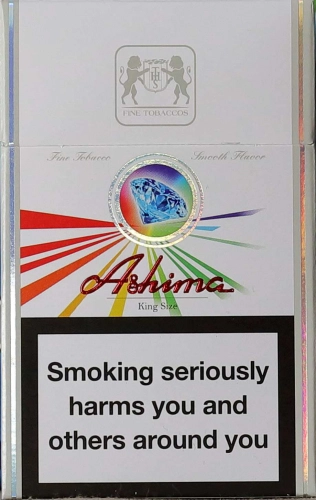 FINE TOBACCOS
Fine Tobacco Smooth Flavor
Ashima
King Size
Smoking seriously
harms you and
others around you